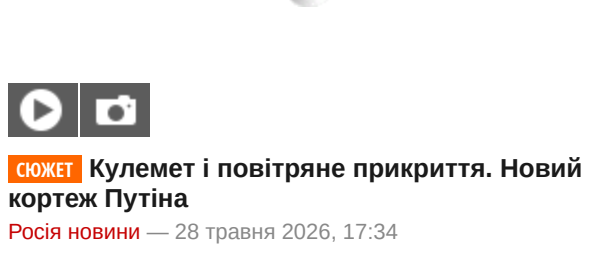 СЮЖЕТ Кулемет і повітряне прикриття. Новий
кортеж Путіна
Росія новини — 28 травня 2026, 17:34